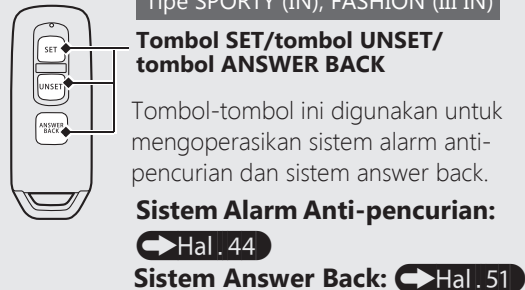 Tipe SPORTY (IN), FASHION (III IN)
SET
UNSET
ANSWER
BACK
Tombol SET/tombol UNSET/
tombol ANSWER BACK
Tombol-tombol ini digunakan untuk
mengoperasikan sistem alarm anti-
pencurian dan sistem answer back.
Sistem Alarm Anti-pencurian:
Hal. 44
Sistem Answer Back: Hal. 51